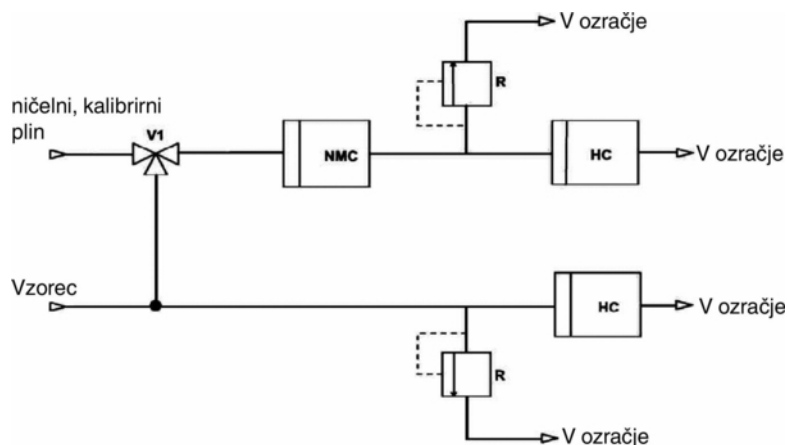 V ozračje
R
ničelni, kalibrirni
plin
V1
NMC
HC
V ozračje
Vzorec
HC
V ozračje
R
V ozračje